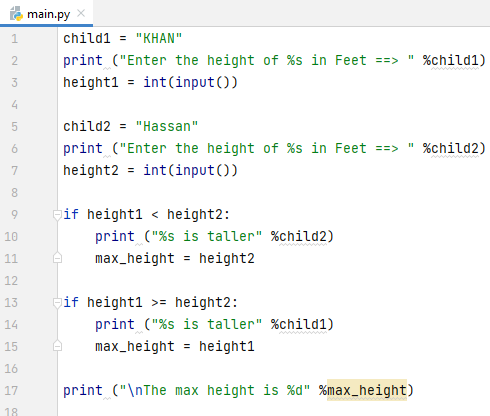 main.py
1 child1 = "KHAN"
2 print ("Enter the height of %s in Feet ==> " %child1)
3 height1 = int(input())
4
5 child2 = "Hassan"
6 print ("Enter the height of %s in Feet ==> " %child2)
7 height2 = int(input())
8
9 if height1 < height2:
10     print ("%s is taller" %child2)
11     max_height = height2
12
13 if height1 >= height2:
14     print ("%s is taller" %child1)
15     max_height = height1
16
17 print ("\nThe max height is %d" %max_height)
18